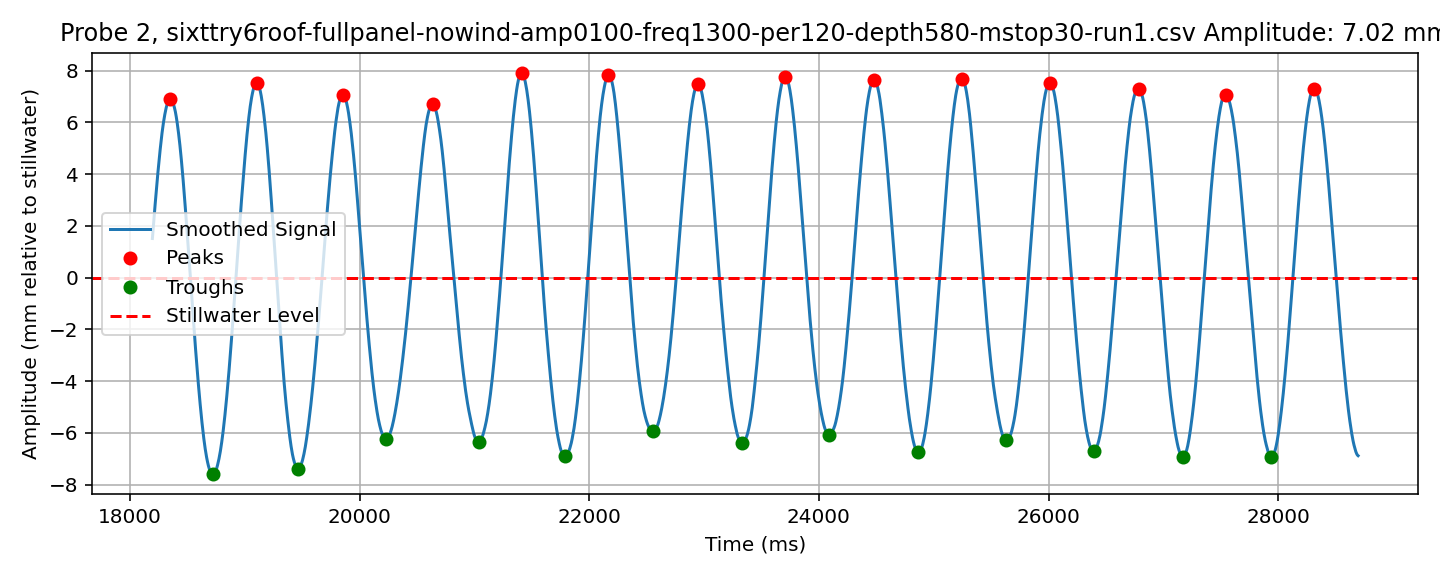 Probe 2, sixttry6roof-fullpanel-nowind-amp0100-freq1300-per120-depth580-mstop30-run1.csv Amplitude: 7.02 mm
8
6
4
2
0
−2
−4
−6
−8
Amplitude (mm relative to stillwater)
Smoothed Signal
Peaks
Troughs
Stillwater Level
18000 20000 22000 24000 26000 28000
Time (ms)